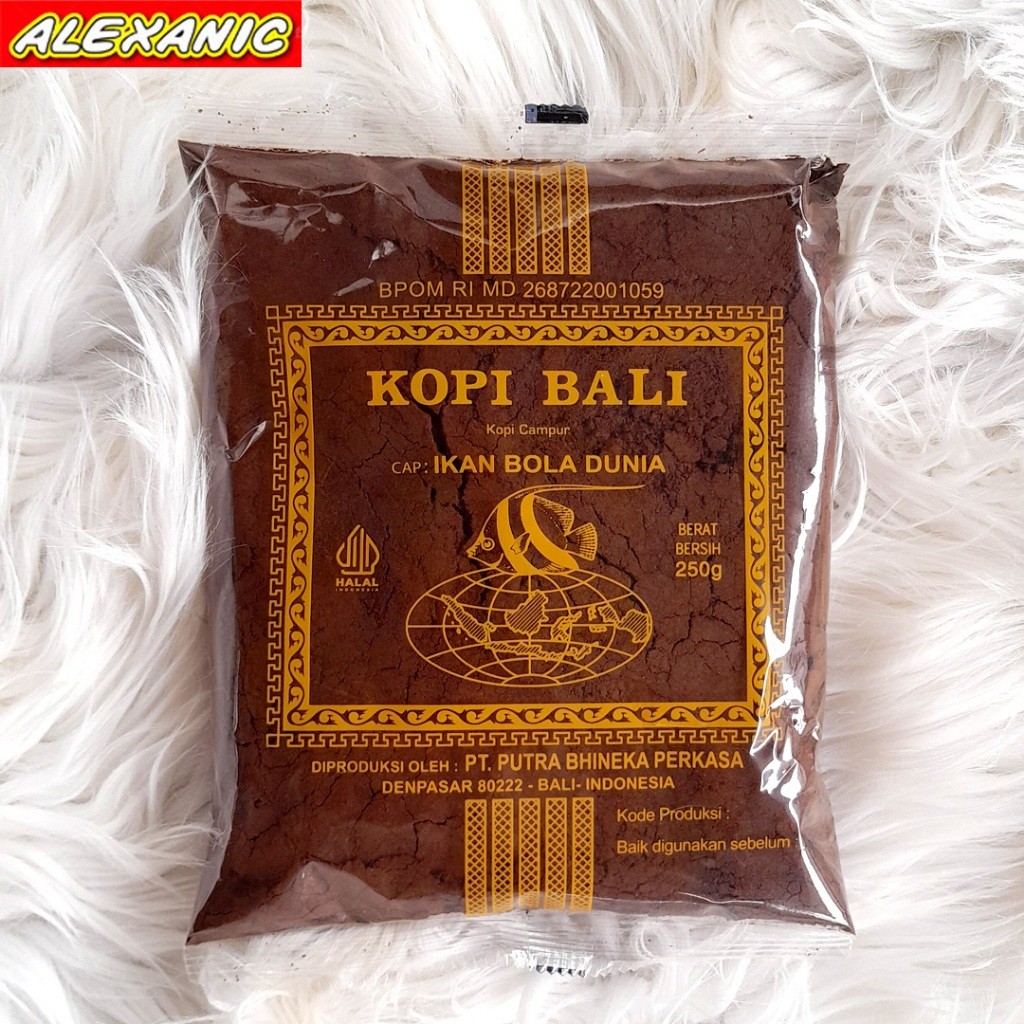 ALEXANIC
BPOM RI MD 268722001059
KOPI BALI
Kopi Campur
CAP: IKAN BOLA DUNIA
BERAT
BERSIH
250g
HALAL
INDONESIA
DIPRODUKSI OLEH : PT. PUTRA BHINEKA PERKASA
DENPASAR 80222 - BALI- INDONESIA
Kode Produksi :
Baik digunakan sebelum :